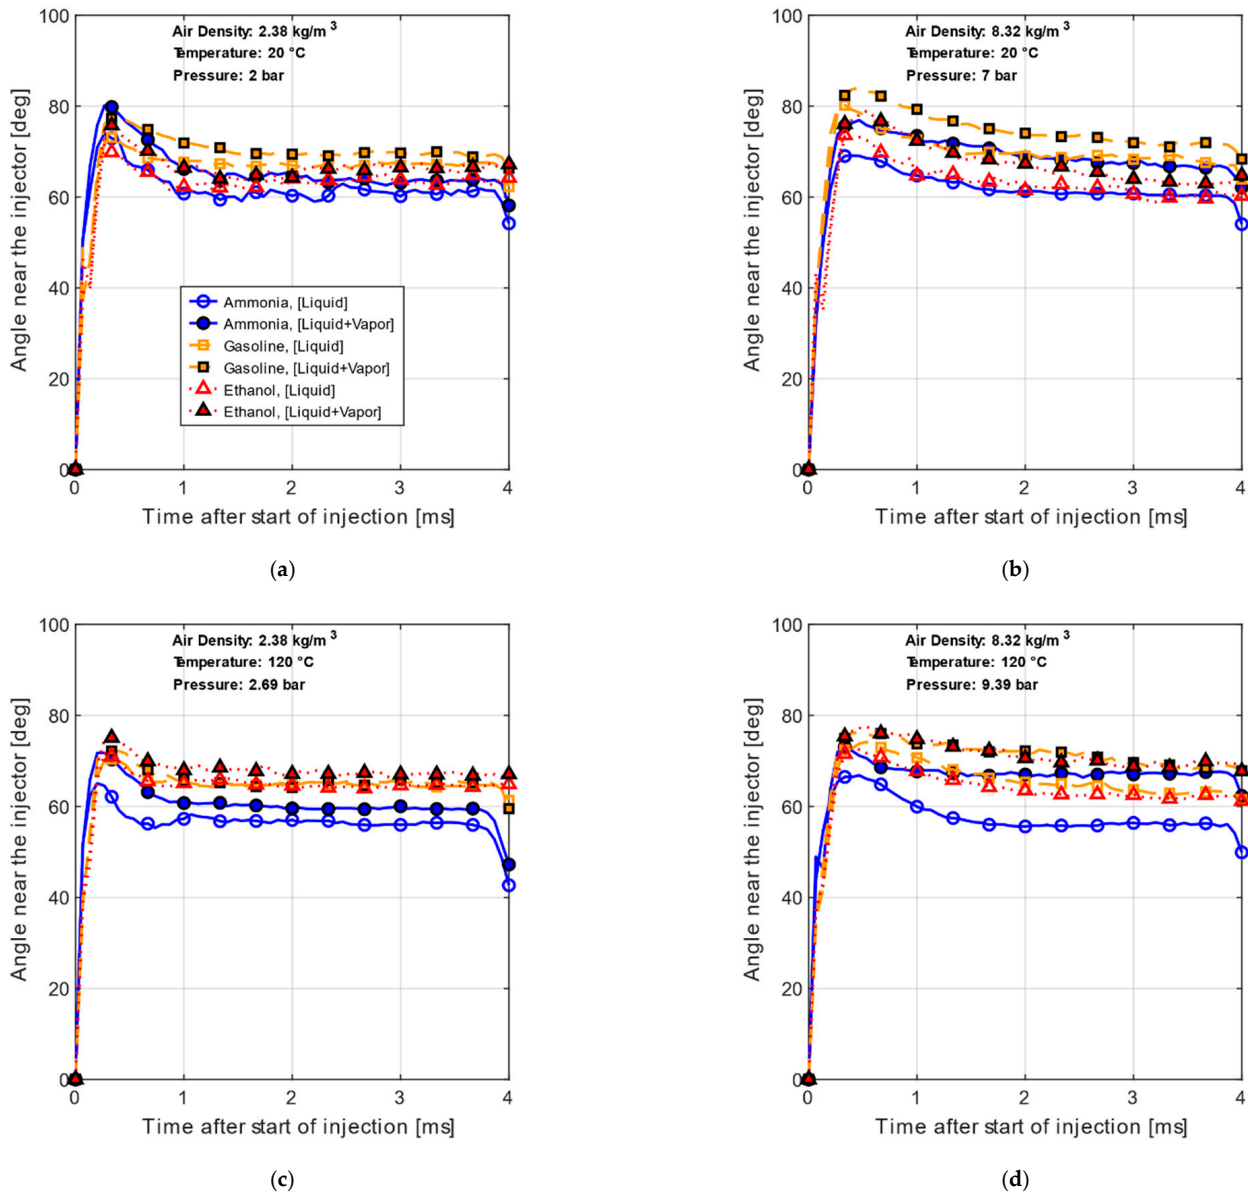 Air Density: 2.38 kg/m 3
Temperature: 20 °C
Pressure: 2 bar
100
80
60
40
20
0
0 1 2 3 4
Angle near the injector [deg]
Time after start of injection [ms]
Ammonia, [Liquid]
Ammonia, [Liquid+Vapor]
Gasoline, [Liquid]
Gasoline, [Liquid+Vapor]
Ethanol, [Liquid]
Ethanol, [Liquid+Vapor]
(a)
Air Density: 8.32 kg/m 3
Temperature: 20 °C
Pressure: 7 bar
100
80
60
40
20
0
0 1 2 3 4
Angle near the injector [deg]
Time after start of injection [ms]
(b)
Air Density: 2.38 kg/m 3
Temperature: 120 °C
Pressure: 2.69 bar
100
80
60
40
20
0
0 1 2 3 4
Angle near the injector [deg]
Time after start of injection [ms]
(c)
Air Density: 8.32 kg/m 3
Temperature: 120 °C
Pressure: 9.39 bar
100
80
60
40
20
0
0 1 2 3 4
Angle near the injector [deg]
Time after start of injection [ms]
(d)